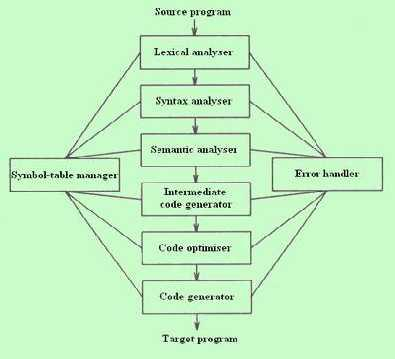 Source program
Lexical analyser
Syntax analyser
Semantic analyser
Symbol-table manager
Error handler
Intermediate
code generator
Code optimiser
Code generator
Target program